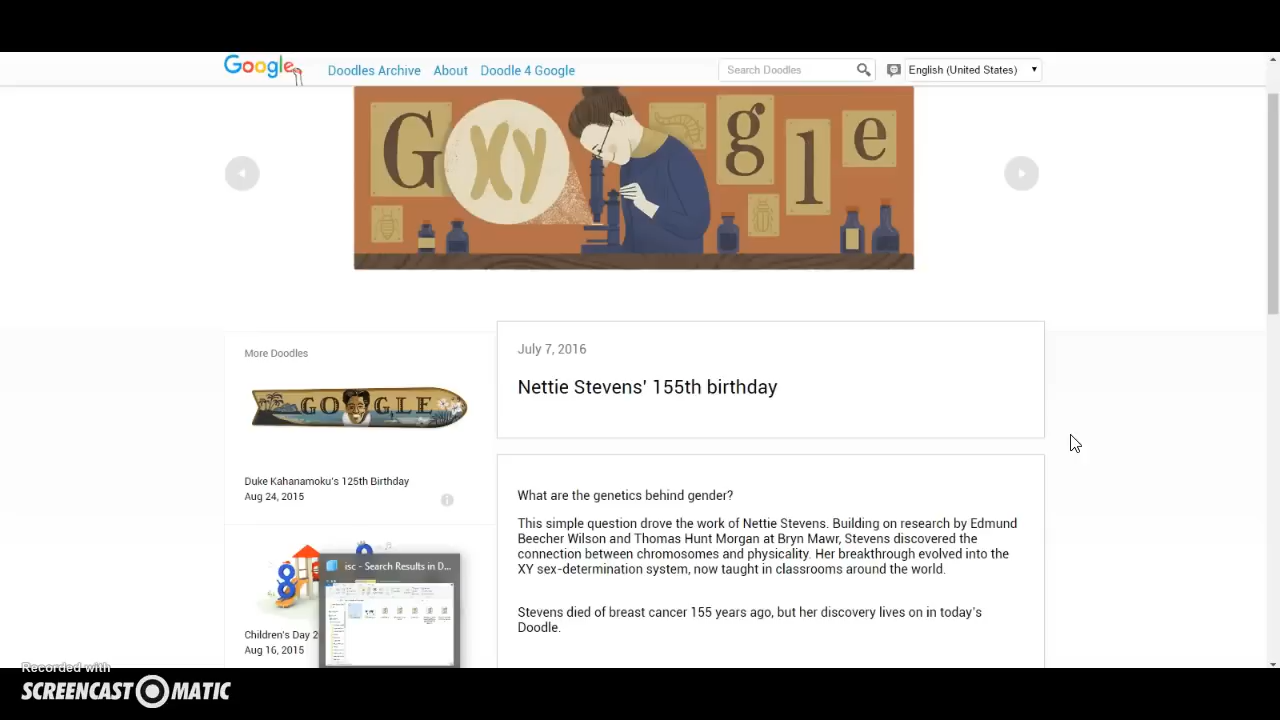 Google
Doodles Archive
About
Doodle 4 Google
Search Doodles
English (United States)
G XY g l e
July 7, 2016
Nettie Stevens' 155th birthday
More Doodles
GOOGLE
Duke Kahanamoku's 125th Birthday
Aug 24, 2015
What are the genetics behind gender?
This simple question drove the work of Nettie Stevens. Building on research by Edmund
Beecher Wilson and Thomas Hunt Morgan at Bryn Mawr, Stevens discovered the
connection between chromosomes and physicality. Her breakthrough evolved into the
XY sex-determination system, now taught in classrooms around the world.
Stevens died of breast cancer 155 years ago, but her discovery lives on in today's
Doodle.
isc - Search Results in D...
Children's Day 2
Aug 16, 2015
Recorded with
SCREENCAST MATIC